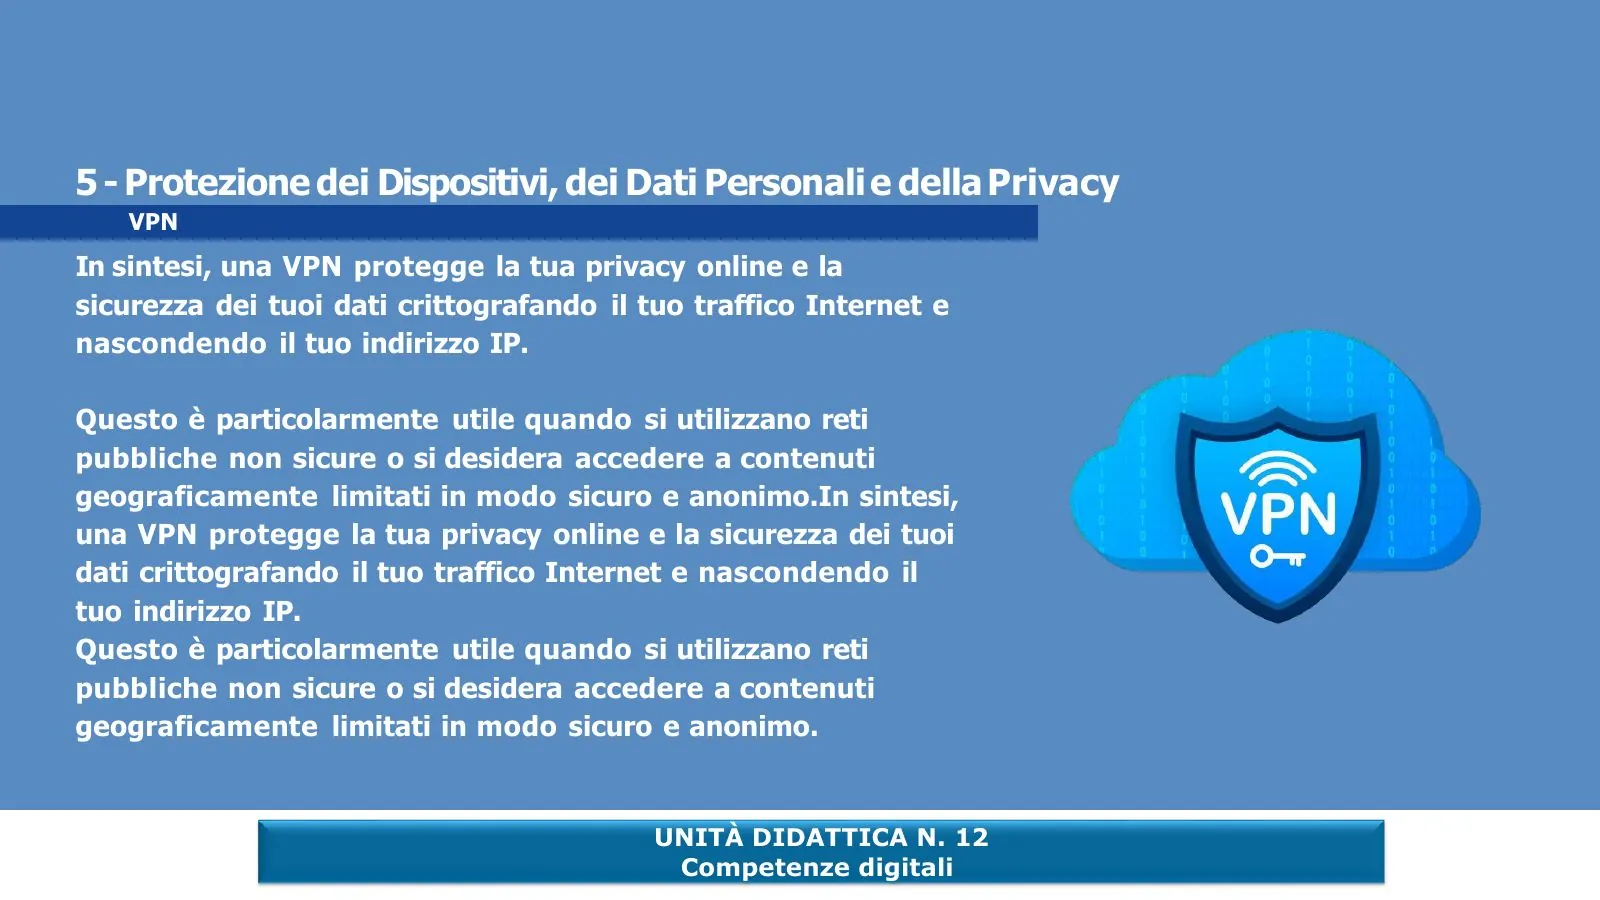 5 - Protezione dei Dispositivi, dei Dati Personali e della Privacy
VPN
In sintesi, una VPN protegge la tua privacy online e la
sicurezza dei tuoi dati crittografando il tuo traffico Internet e
nascondendo il tuo indirizzo IP.
Questo è particolarmente utile quando si utilizzano reti
pubbliche non sicure o si desidera accedere a contenuti
geograficamente limitati in modo sicuro e anonimo.In sintesi,
una VPN protegge la tua privacy online e la sicurezza dei tuoi
dati crittografando il tuo traffico Internet e nascondendo il
tuo indirizzo IP.
Questo è particolarmente utile quando si utilizzano reti
pubbliche non sicure o si desidera accedere a contenuti
geograficamente limitati in modo sicuro e anonimo.
VPN
UNITÀ DIDATTICA N. 12
Competenze digitali